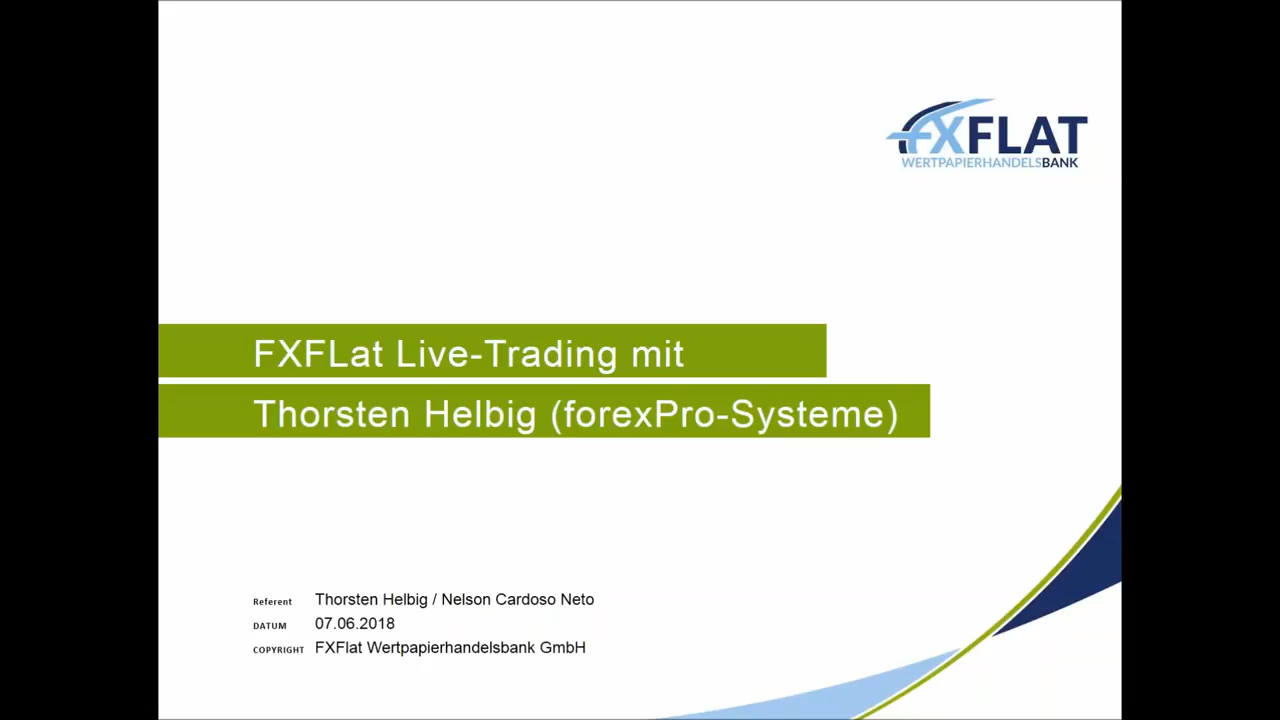 FXFLAT
WERTPAPIERHANDELSBANK
FXFLat Live-Trading mit
Thorsten Helbig (forexPro-Systeme)
Referent Thorsten Helbig / Nelson Cardoso Neto
DATUM 07.06.2018
COPYRIGHT FXFlat Wertpapierhandelsbank GmbH